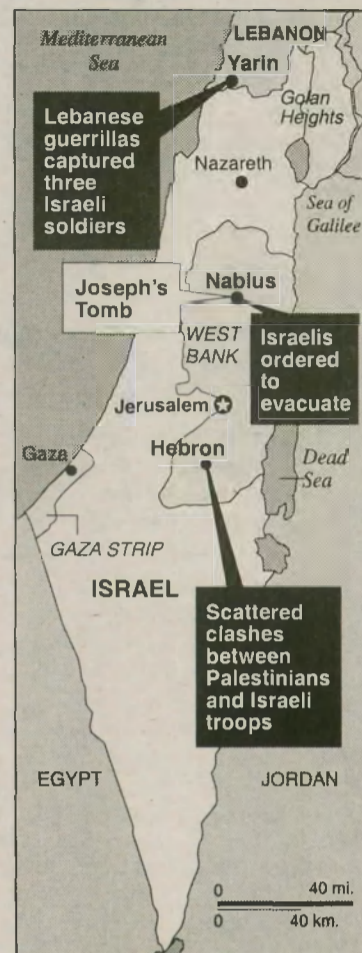 Mediterranean
Sea
LEBANON
Yarin
Lebanese
guerrillas
captured
three
Israeli
soldiers
Golan
Heights
Nazareth
Sea of
Galilee
Joseph's
Tomb
Nablus
WEST
BANK
Israelis
ordered
to
evacuate
Jerusalem
Gaza
Hebron
Dead
Sea
GAZA STRIP
ISRAEL
Scattered
clashes
between
Palestinians
and Israeli
troops
EGYPT
JORDAN
0 40 mi.
0 40 km.